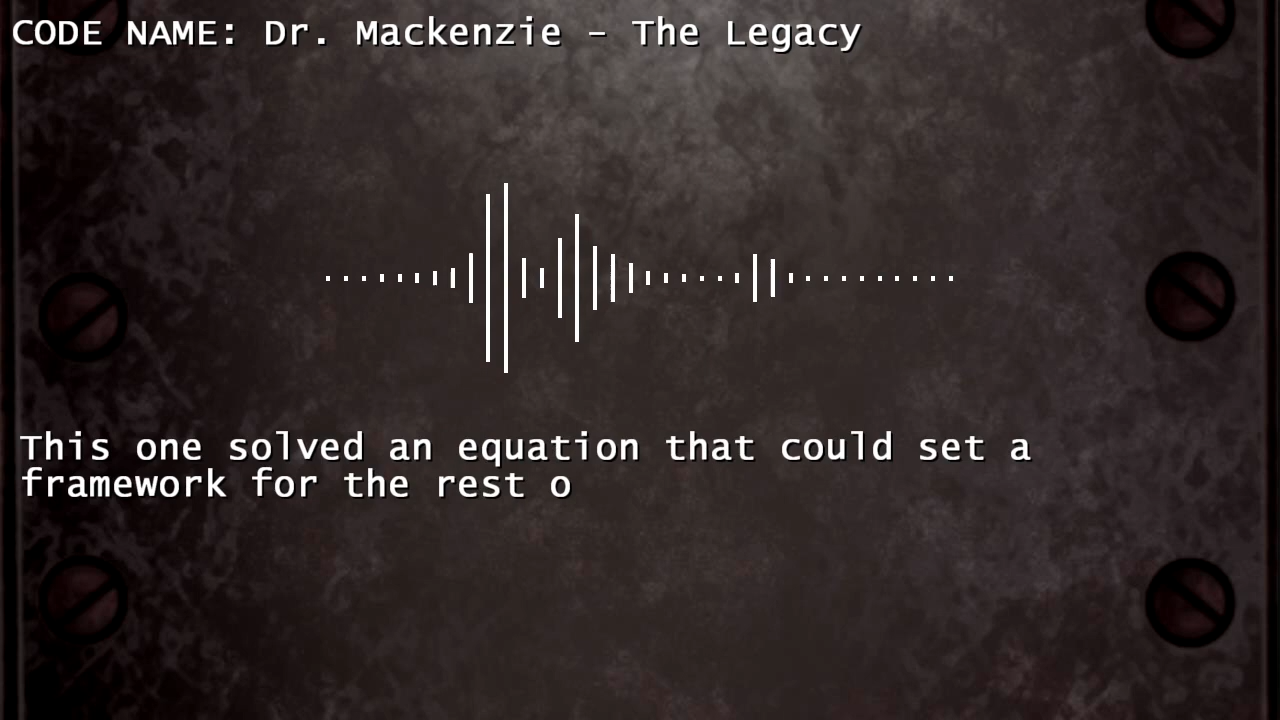 CODE NAME: Dr. Mackenzie - The Legacy
This one solved an equation that could set a
framework for the rest o